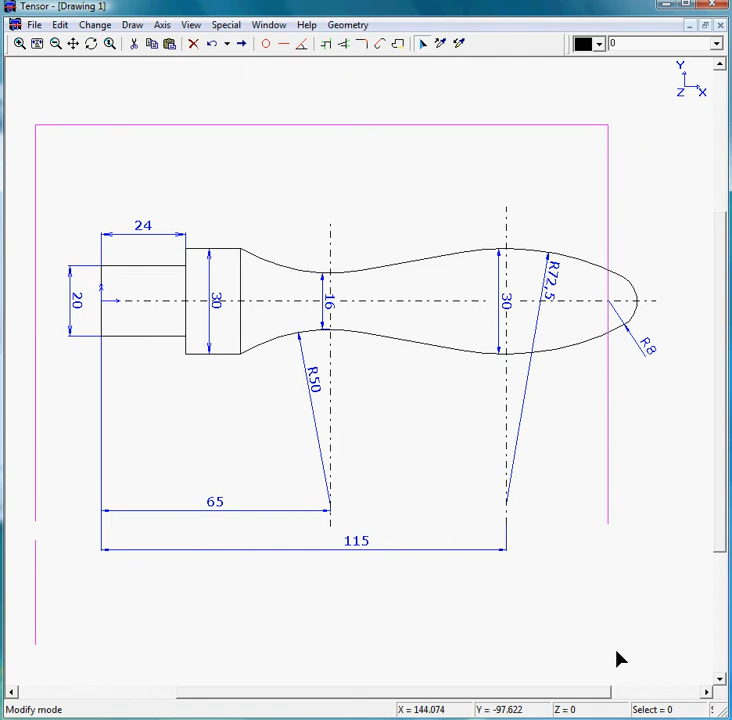 Tensor - [Drawing 1]
File Edit Change Draw Axis View Special Window Help Geometry
0
Y
Z X
24
20
30
16
30
R72,5
R8
R50
65
115
Modify mode X = 144.074 Y = -97.622 Z = 0 Select = 0